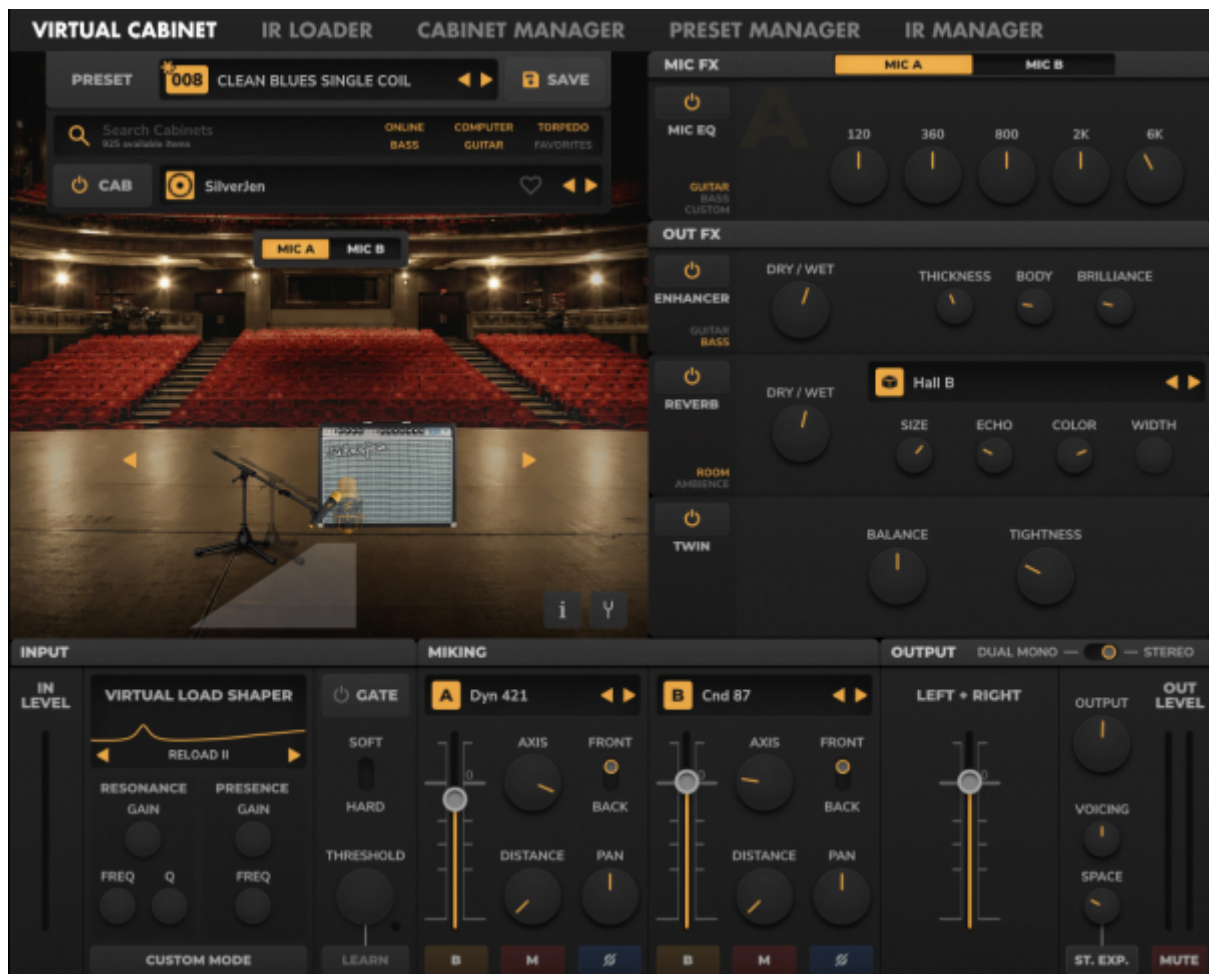 VIRTUAL CABINET IR LOADER CABINET MANAGER PRESET MANAGER IR MANAGER
PRESET 008 CLEAN BLUES SINGLE COIL SAVE
Search Cabinets
925 available items
ONLINE COMPUTER TORPEDO
BASS GUITAR FAVORITES
CAB SilverJen
MIC A MIC B
MIC FX MIC A MIC B
MIC EQ
A
120 360 800 2K 6K
GUITAR
BASS
CUSTOM
OUT FX
ENHANCER
DRY / WET THICKNESS BODY BRILLIANCE
GUITAR
BASS
REVERB
DRY / WET
Hall B
SIZE ECHO COLOR WIDTH
ROOM
AMBIENCE
TWIN
BALANCE TIGHTNESS
i
INPUT
IN
LEVEL
VIRTUAL LOAD SHAPER
RELOAD II
RESONANCE PRESENCE
GAIN GAIN
FREQ Q FREQ
CUSTOM MODE
GATE
SOFT
HARD
THRESHOLD
LEARN
MIKING
A Dyn 421
AXIS FRONT
0
BACK
DISTANCE PAN
B M Ø
B Cnd 87
AXIS FRONT
0
BACK
DISTANCE PAN
B M Ø
OUTPUT DUAL MONO STEREO
LEFT + RIGHT
0
OUTPUT
OUT
LEVEL
VOICING
SPACE
ST. EXP. MUTE